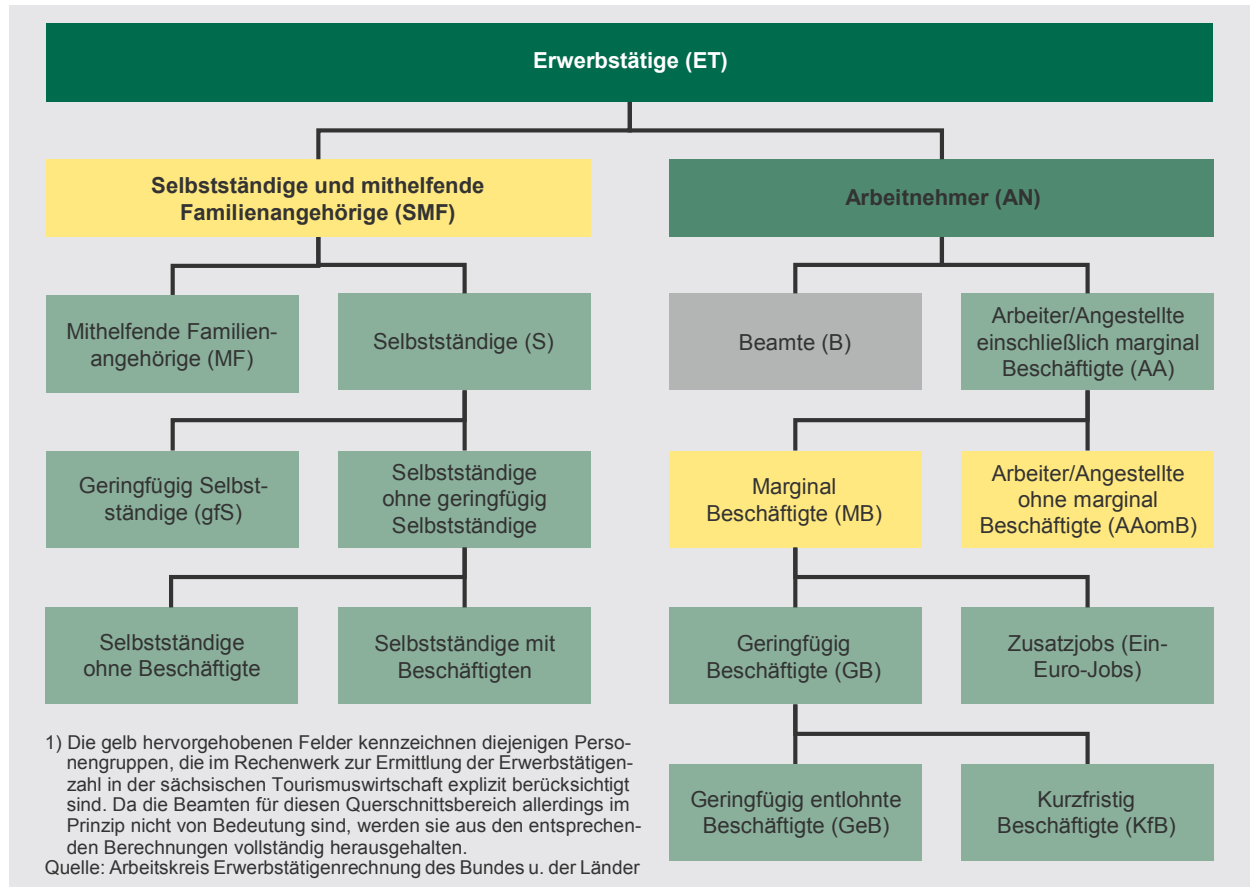 Erwerbstätige (ET)
Selbstständige und mithelfende
Familienangehörige (SMF)
Arbeitnehmer (AN)
Mithelfende Familien-
angehörige (MF)
Selbstständige (S)
Beamte (B)
Arbeiter/Angestellte
einschließlich marginal
Beschäftigte (AA)
Geringfügig Selbst-
ständige (gfS)
Selbstständige
ohne geringfügig
Selbstständige
Marginal
Beschäftigte (MB)
Arbeiter/Angestellte
ohne marginal
Beschäftigte (AAomB)
Selbstständige
ohne Beschäftigte
Selbstständige mit
Beschäftigten
Geringfügig
Beschäftigte (GB)
Zusatzjobs (Ein-
Euro-Jobs)
Geringfügig entlohnte
Beschäftigte (GeB)
Kurzfristig
Beschäftigte (KfB)
1) Die gelb hervorgehobenen Felder kennzeichnen diejenigen Perso-
nengruppen, die im Rechenwerk zur Ermittlung der Erwerbstätigen-
zahl in der sächsischen Tourismuswirtschaft explizit berücksichtigt
sind. Da die Beamten für diesen Querschnittsbereich allerdings im
Prinzip nicht von Bedeutung sind, werden sie aus den entsprechen-
den Berechnungen vollständig herausgehalten.
Quelle: Arbeitskreis Erwerbstätigenrechnung des Bundes u. der Länder